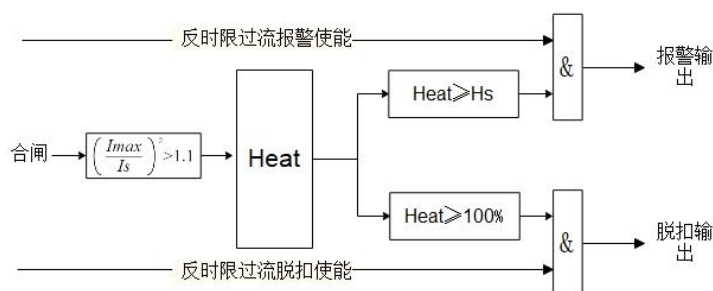 反时限过流报警使能
&
报警输
出
Heat≥Hs
合闸
(Imax/Is)²>1.1
Heat
Heat≥100%
&
脱扣输
出
反时限过流脱扣使能